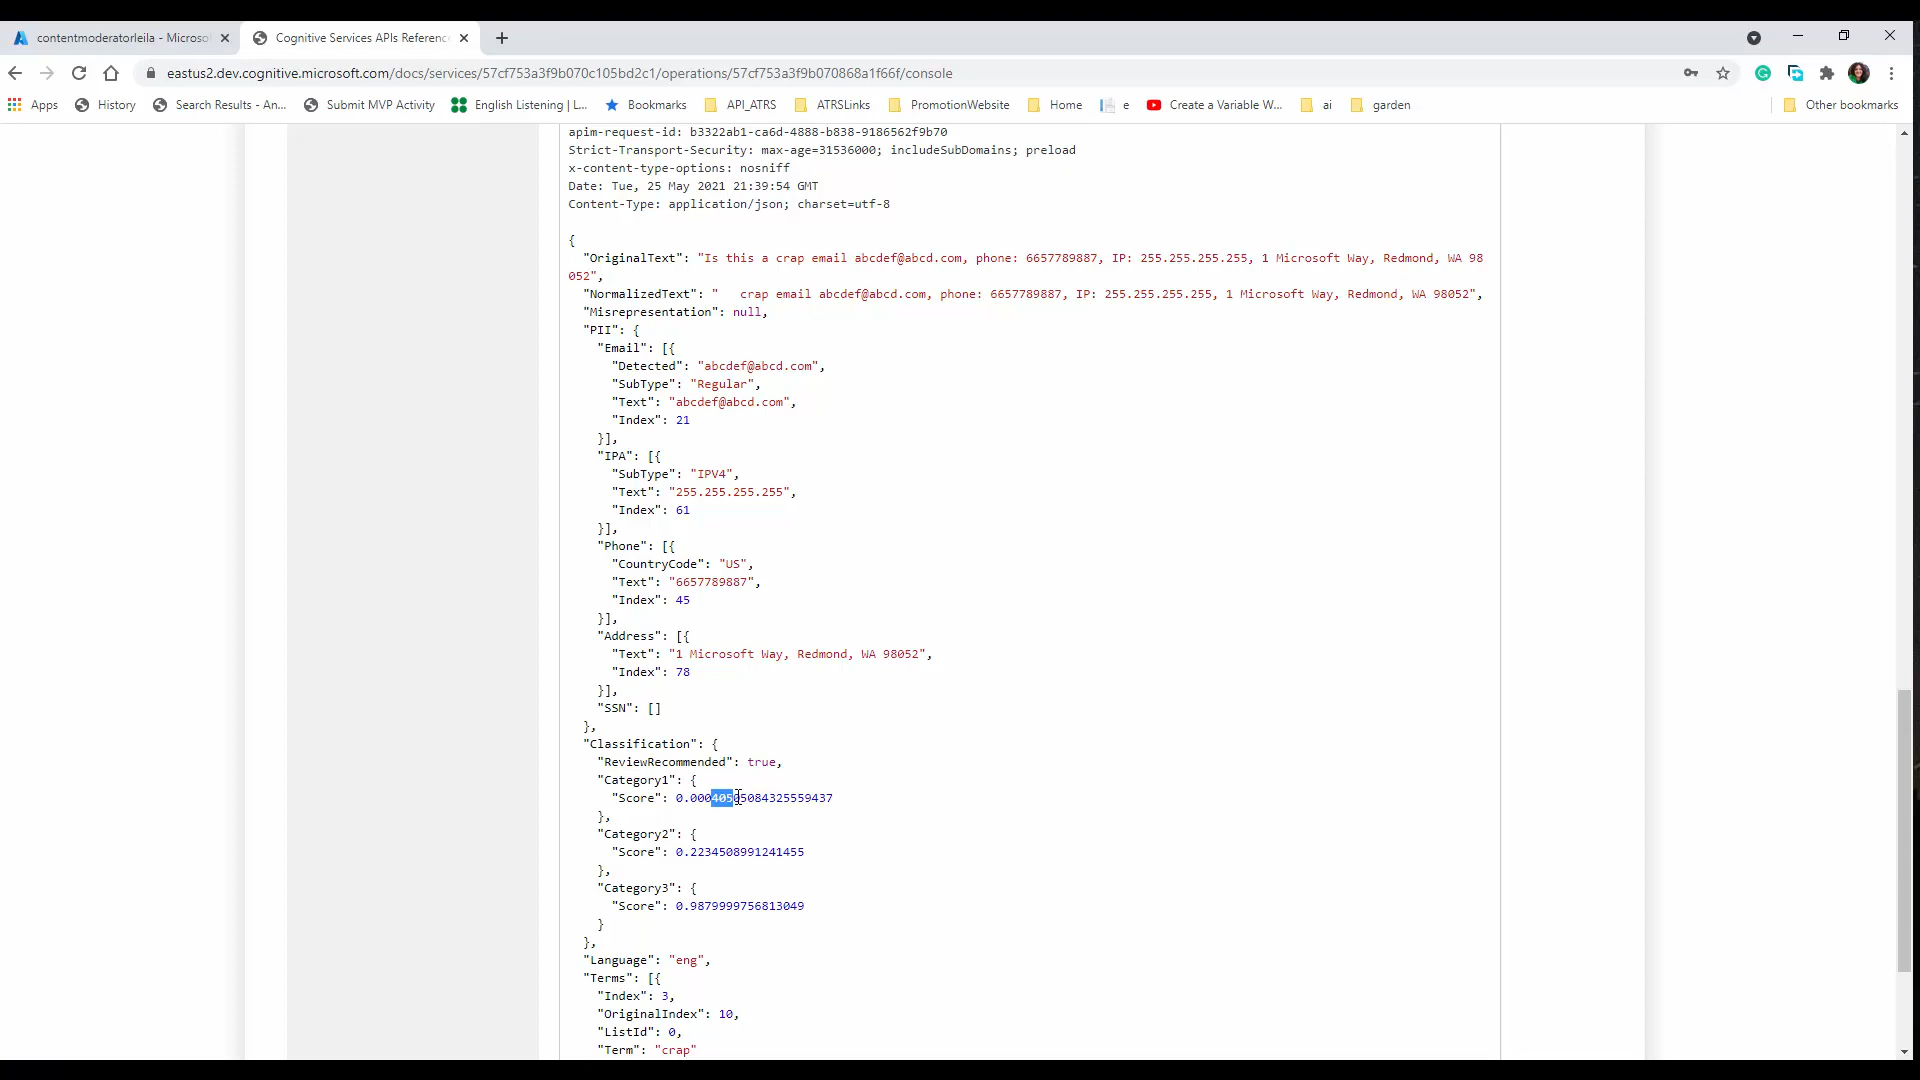 contentmoderatorleila - Microso
Cognitive Services APIs Referenc
eastus2.dev.cognitive.microsoft.com/docs/services/57cf753a3f9b070c105bd2c1/operations/57cf753a3f9b070868a1f66f/console
Apps History Search Results - An... Submit MVP Activity English Listening | L... Bookmarks API_ATRS ATRSLinks PromotionWebsite Home e Create a Variable W... ai garden Other bookmarks
apim-request-id: b3322ab1-ca6d-4888-b838-9186562f9b70
Strict-Transport-Security: max-age=31536000; includeSubDomains; preload
x-content-type-options: nosniff
Date: Tue, 25 May 2021 21:39:54 GMT
Content-Type: application/json; charset=utf-8
{
"OriginalText": "Is this a crap email abcdef@abcd.com, phone: 6657789887, IP: 255.255.255.255, 1 Microsoft Way, Redmond, WA 98
052",
"NormalizedText": "   crap email abcdef@abcd.com, phone: 6657789887, IP: 255.255.255.255, 1 Microsoft Way, Redmond, WA 98052",
"Misrepresentation": null,
"PII": {
"Email": [{
"Detected": "abcdef@abcd.com",
"SubType": "Regular",
"Text": "abcdef@abcd.com",
"Index": 21
}],
"IPA": [{
"SubType": "IPV4",
"Text": "255.255.255.255",
"Index": 61
}],
"Phone": [{
"CountryCode": "US",
"Text": "6657789887",
"Index": 45
}],
"Address": [{
"Text": "1 Microsoft Way, Redmond, WA 98052",
"Index": 78
}],
"SSN": []
},
"Classification": {
"ReviewRecommended": true,
"Category1": {
"Score": 0.00040505084325559437
},
"Category2": {
"Score": 0.2234508991241455
},
"Category3": {
"Score": 0.9879999756813049
}
},
"Language": "eng",
"Terms": [{
"Index": 3,
"OriginalIndex": 10,
"ListId": 0,
"Term": "crap"